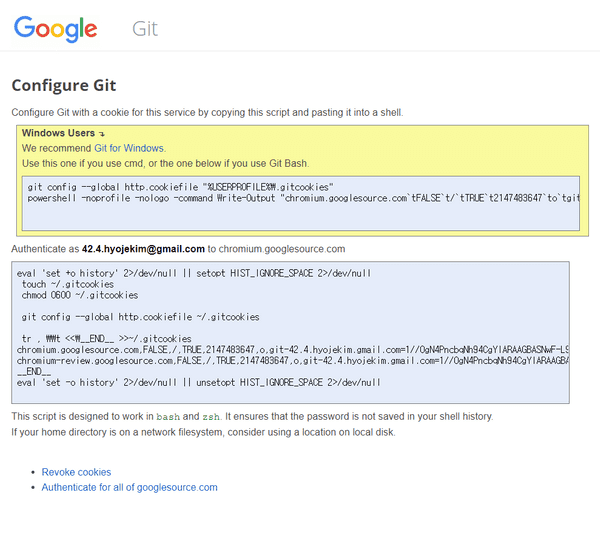 Google Git
Configure Git
Configure Git with a cookie for this service by copying this script and pasting it into a shell.
Windows Users ↴
We recommend Git for Windows.
Use this one if you use cmd, or the one below if you use Git Bash.
git config --global http.cookiefile "%USERPROFILE%₩.gitcookies"
powershell -noprofile -nologo -command Write-Output "chromium.googlesource.com`tFALSE`t/`tTRUE`t2147483647`to`tgit
Authenticate as 42.4.hyojekim@gmail.com to chromium.googlesource.com
eval 'set +o history' 2>/dev/null || setopt HIST_IGNORE_SPACE 2>/dev/null
touch ~/.gitcookies
chmod 0600 ~/.gitcookies
git config --global http.cookiefile ~/.gitcookies
tr , ₩₩t <<₩__END__ >>~/.gitcookies
chromium.googlesource.com,FALSE,/,TRUE,2147483647,o,git-42.4.hyojekim.gmail.com=
chromium-review.googlesource.com,FALSE,/,TRUE,2147483647,o,git-42.4.hyojekim.gmail.com=
__END__
eval 'set -o history' 2>/dev/null || unsetopt HIST_IGNORE_SPACE 2>/dev/null
This script is designed to work in bash and zsh. It ensures that the password is not saved in your shell history.
If your home directory is on a network filesystem, consider using a location on local disk.
• Revoke cookies
• Authenticate for all of googlesource.com